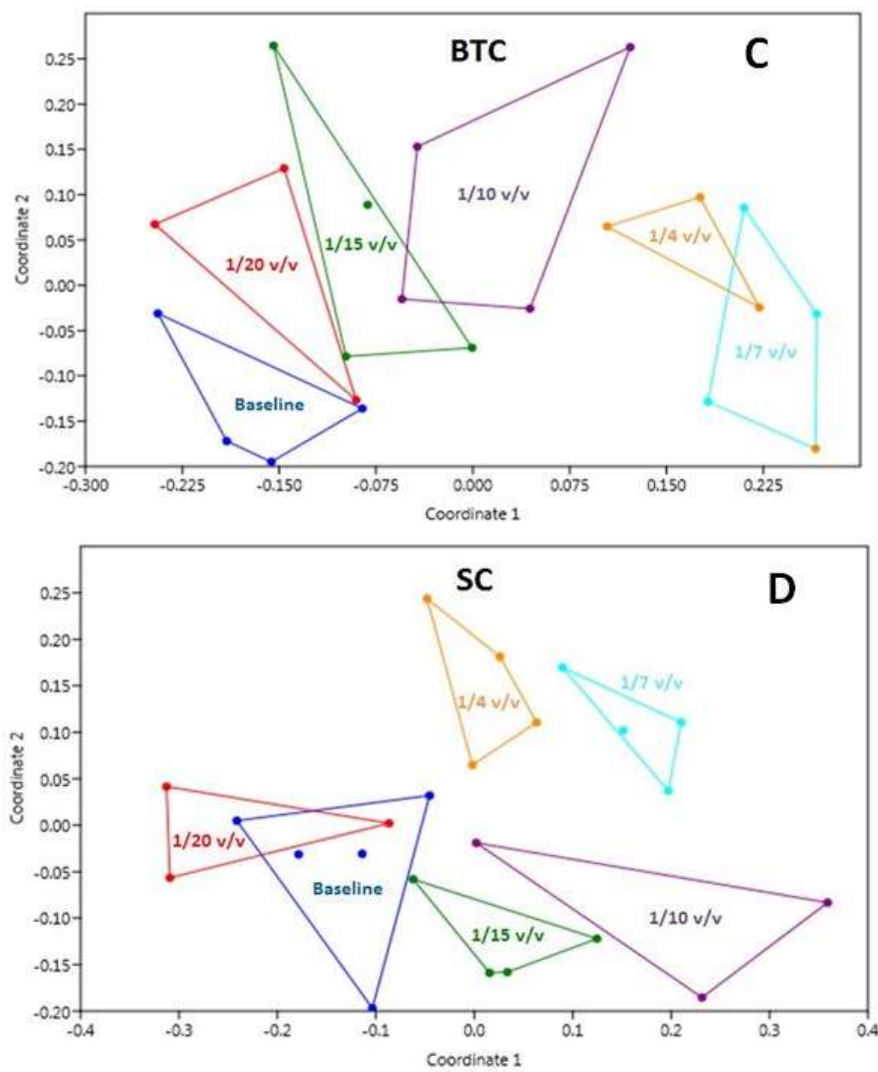 BTC
C
0.25
0.20
0.15
0.10
0.05
0.00
-0.05
-0.10
-0.15
-0.20
Coordinate 2
1/10 v/v
1/4 v/v
1/15 v/v
1/20 v/v
1/7 v/v
Baseline
-0.300
-0.225
-0.150
-0.075
0.000
0.075
0.150
0.225
Coordinate 1
SC
D
0.25
0.20
0.15
0.10
0.05
0.00
-0.05
-0.10
-0.15
-0.20
Coordinate 2
1/7 v/v
1/4 v/v
1/20 v/v
Baseline
1/10 v/v
1/15 v/v
-0.4
-0.3
-0.2
-0.1
0.0
0.1
0.2
0.3
0.4
Coordinate 1